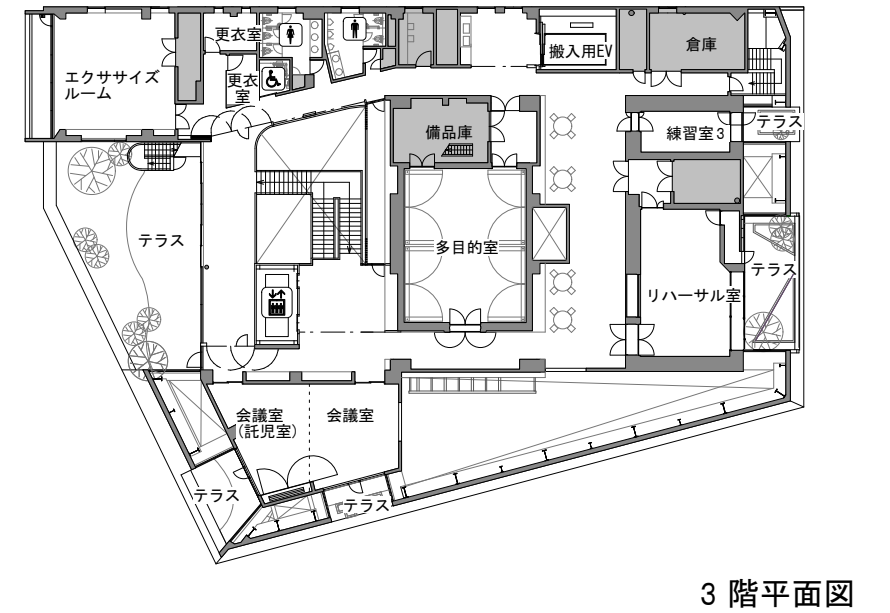 更衣室
エクササイズ
ルーム
更衣
室
搬入用EV
倉庫
備品庫
練習室3
テラス
テラス
多目的室
リハーサル室
テラス
会議室
(託児室)
会議室
テラス
テラス
3 階平面図